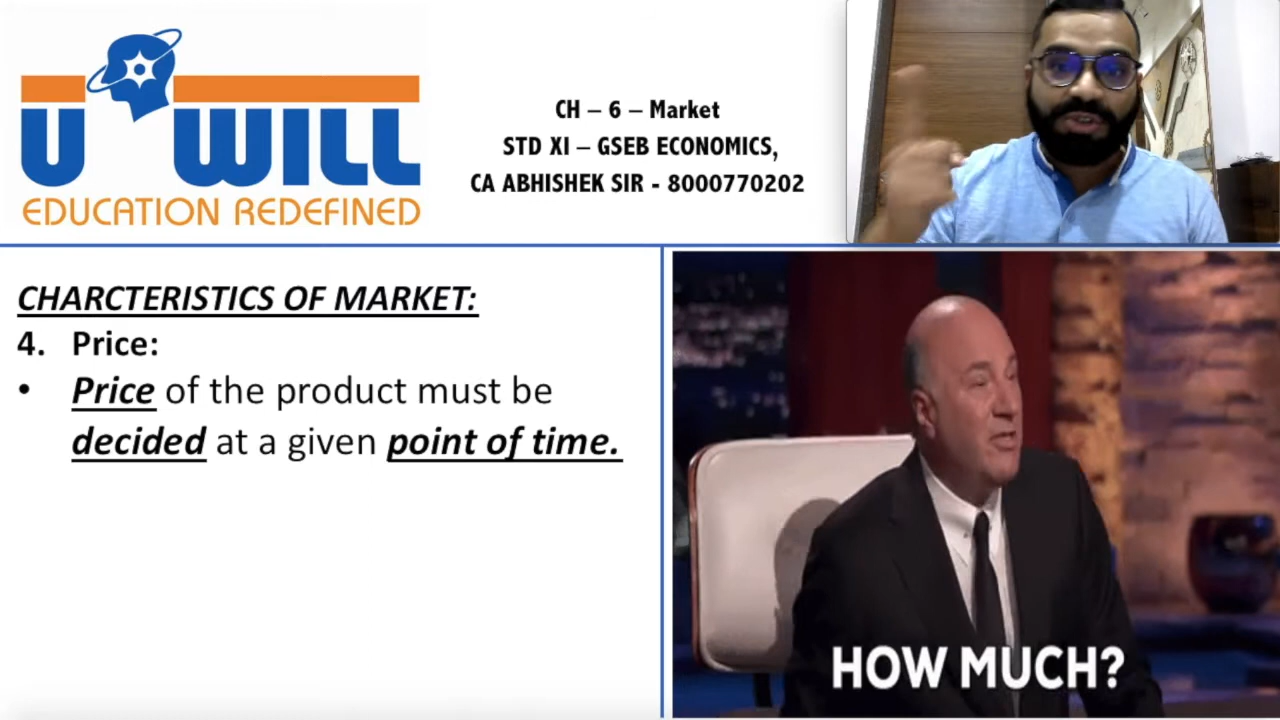 U WILL
EDUCATION REDEFINED
CH – 6 – Market
STD XI – GSEB ECONOMICS,
CA ABHISHEK SIR - 8000770202
CHARCTERISTICS OF MARKET:
4. Price:
• Price of the product must be
decided at a given point of time.
HOW MUCH?